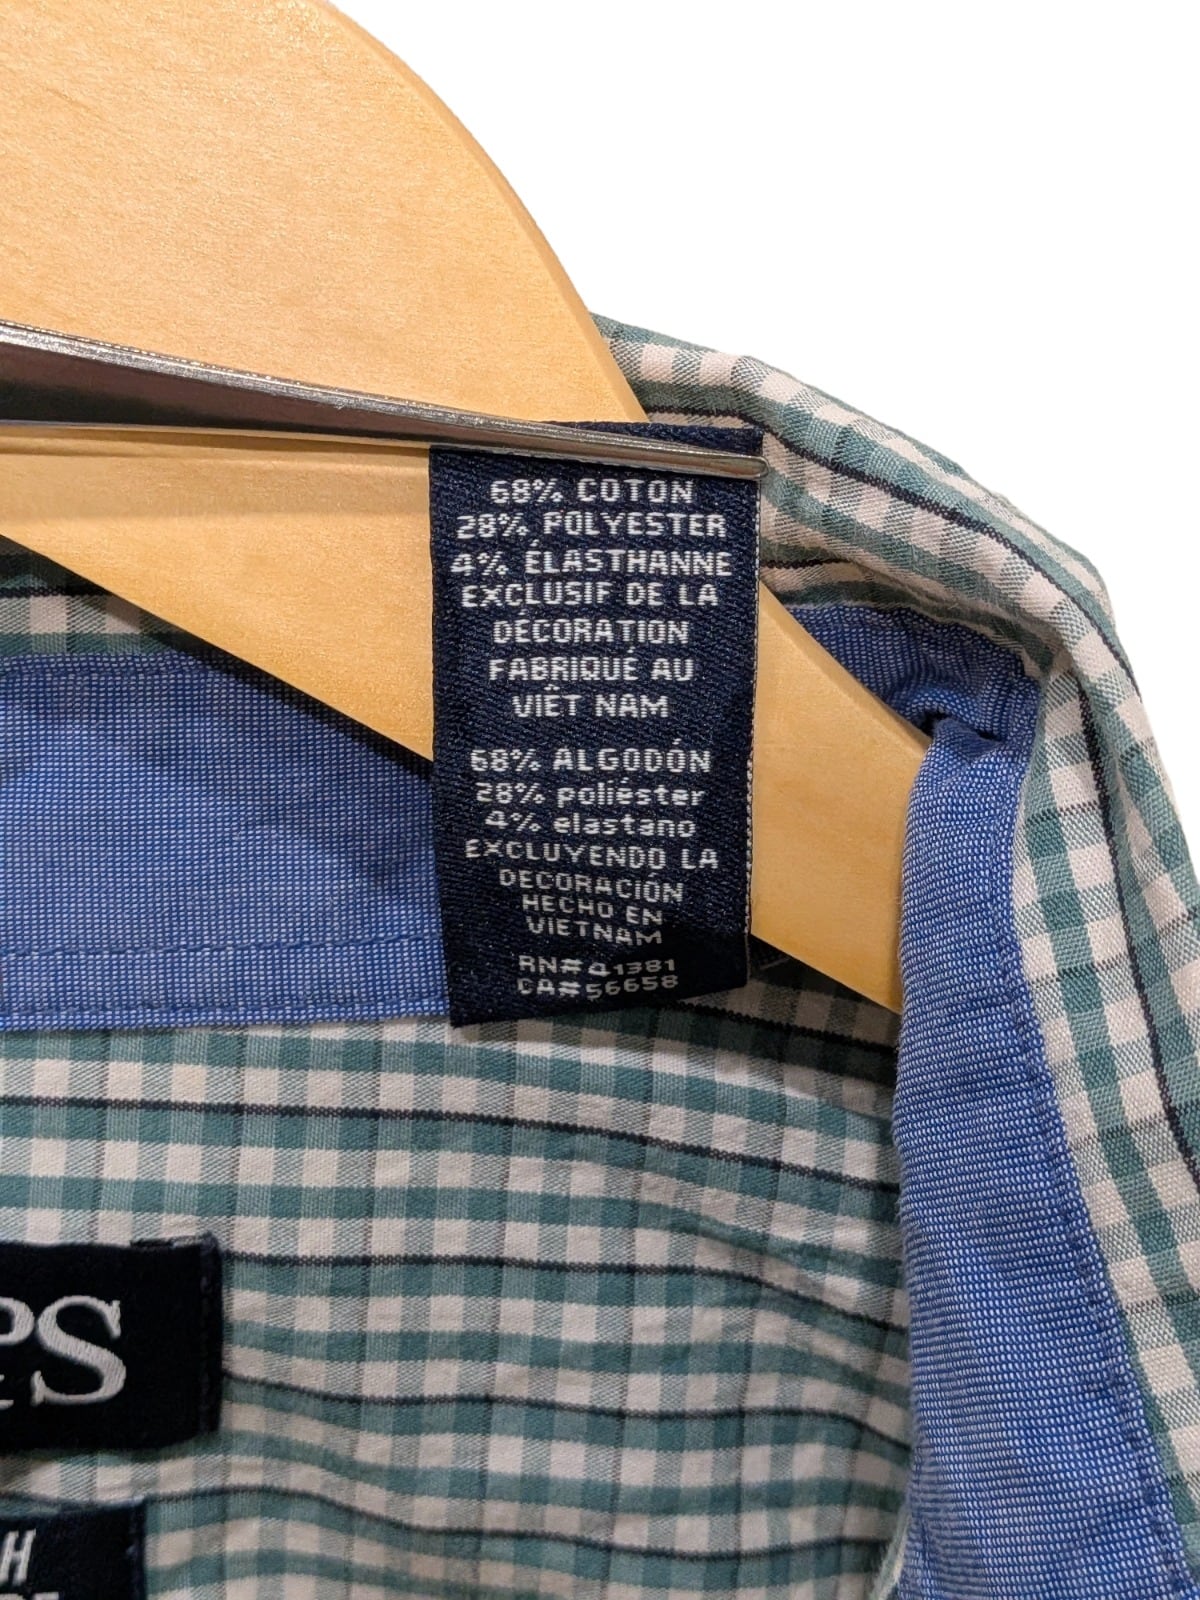 68% COTON
28% POLYESTER
4% ÉLASTHANNE
EXCLUSIF DE LA
DÉCORATION
FABRIQUÉ AU
VIÊT NAM
68% ALGODÓN
28% poliéster
4% elastano
EXCLUYENDO LA
DECORACIÓN
HECHO EN
VIETNAM
RN# 41381
CA# 56658
PS
H